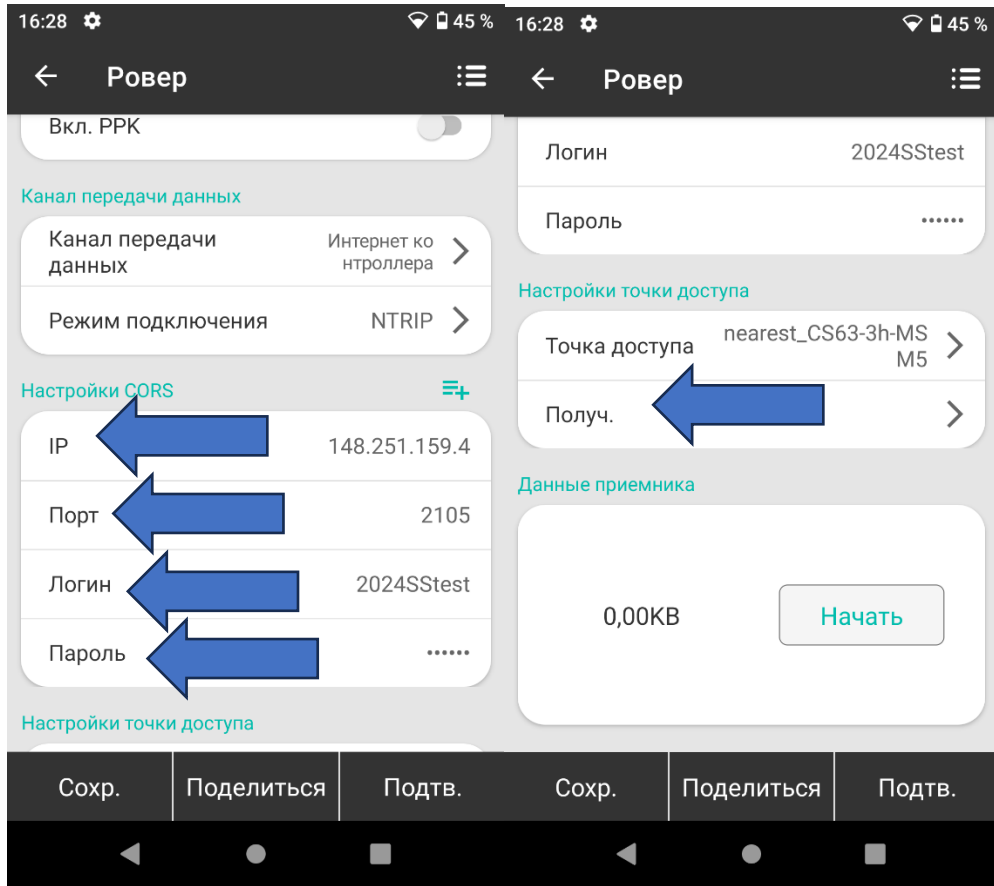 16:28 45 %
Ровер
Вкл. PPK
Канал передачи данных
Канал передачи
данных
Интернет ко
нтроллера
Режим подключения NTRIP
Настройки CORS
IP 148.251.159.4
Порт 2105
Логин 2024SStest
Пароль ••••••
Настройки точки доступа
Сохр. Поделиться Подтв.
16:28 45 %
Ровер
Логин 2024SStest
Пароль ••••••
Настройки точки доступа
Точка доступа
nearest_CS63-3h-MS
M5
Получ.
Данные приемника
0,00KB Начать
Сохр. Поделиться Подтв.